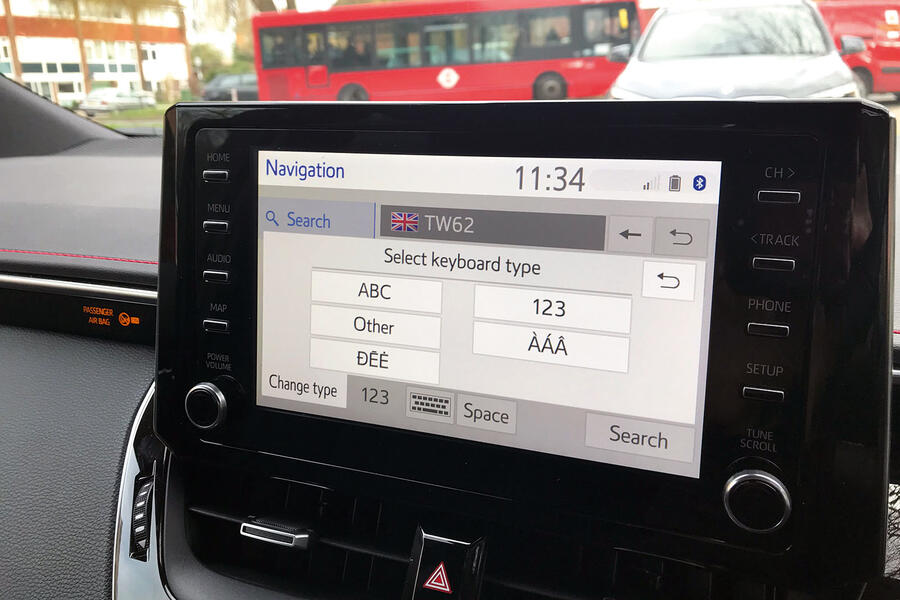 HOME
MENU
AUDIO
MAP
POWER
VOLUME
PASSENGER
AIR BAG
Navigation
11:34
Search
TW62
Select keyboard type
ABC
123
Other
ÀÁÂ
ĐĒĖ
Change type
123
Space
Search
CH >
< TRACK
PHONE
SETUP
TUNE
SCROLL